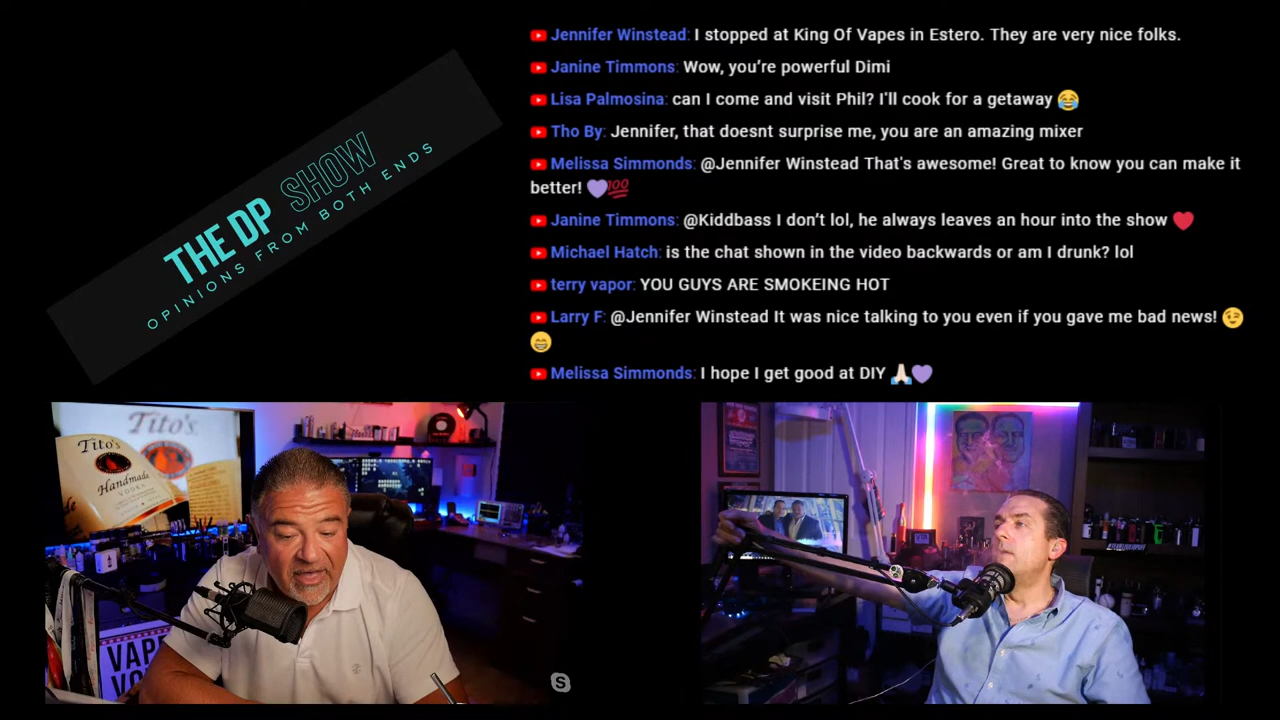 Jennifer Winstead: I stopped at King Of Vapes in Estero. They are very nice folks.
Janine Timmons: Wow, you’re powerful Dimi
Lisa Palmosina: can I come and visit Phil? I'll cook for a getaway 😂
Tho By: Jennifer, that doesnt surprise me, you are an amazing mixer
Melissa Simmonds: @Jennifer Winstead That's awesome! Great to know you can make it
better! 💜💯
Janine Timmons: @Kiddbass I don’t lol, he always leaves an hour into the show ❤️
Michael Hatch: is the chat shown in the video backwards or am I drunk? lol
terry vapor: YOU GUYS ARE SMOKEING HOT
Larry F: @Jennifer Winstead It was nice talking to you even if you gave me bad news! 😉
😁
Melissa Simmonds: I hope I get good at DIY 🙏🏻💜
THE DP SHOW
OPINIONS FROM BOTH ENDS
Tito's
Tito's
Handmade
VODKA
VAPE
VO
S